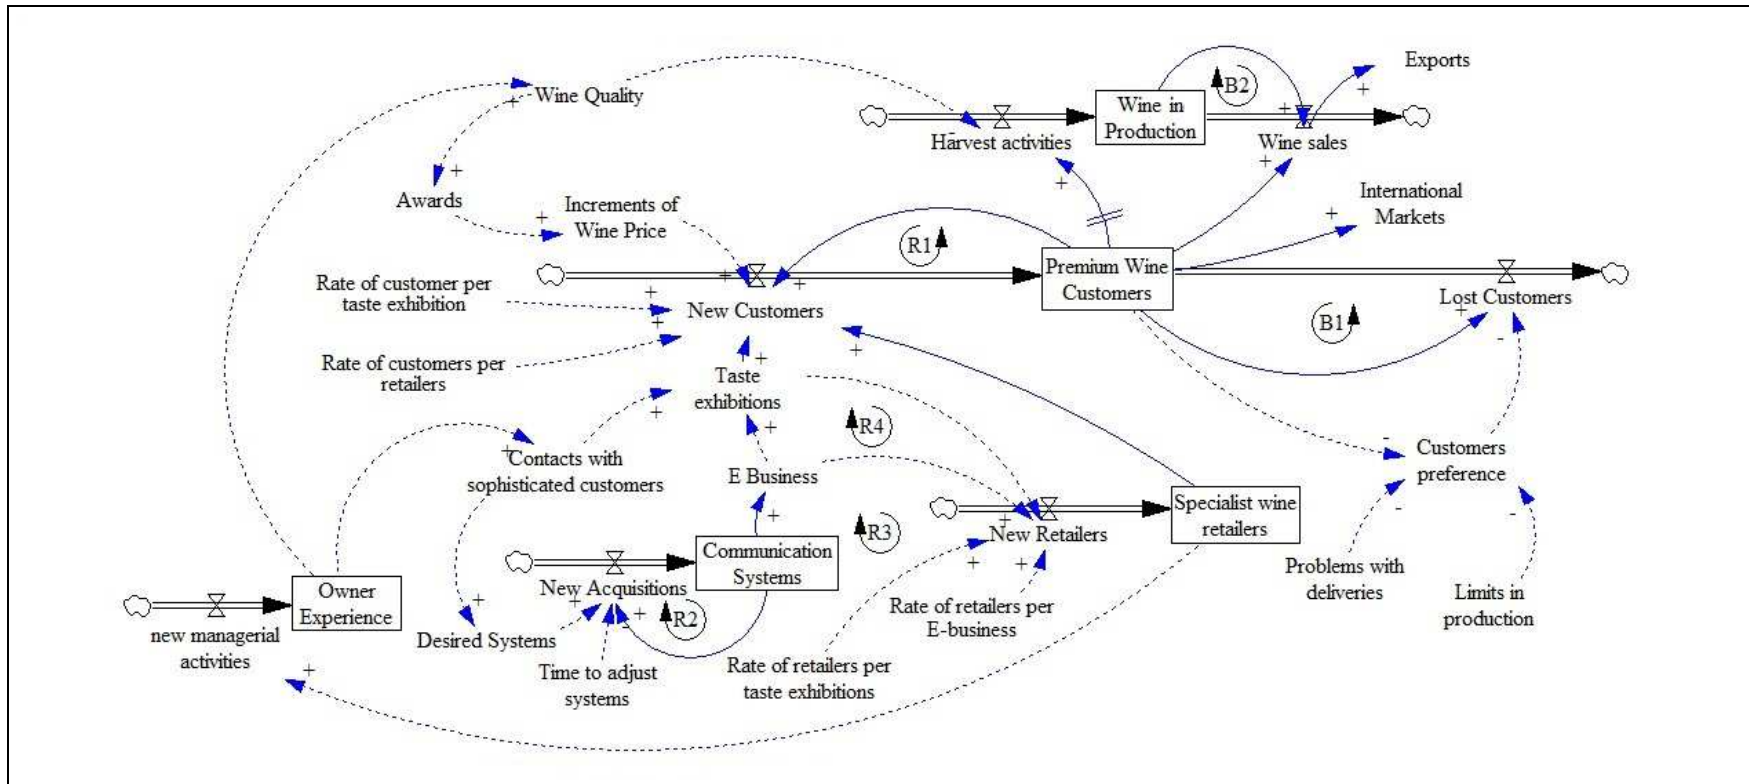 Exports
B2
Wine Quality
Wine in
Production
Harvest activities
Wine sales
Awards
Increments of
Wine Price
International
Markets
R1
Premium Wine
Customers
Rate of customer per
taste exhibition
New Customers
Lost Customers
B1
Rate of customers per
retailers
Taste
exhibitions
R4
Contacts with
sophisticated customers
E Business
Customers
preference
Specialist wine
retailers
R3
New Retailers
Communication
Systems
Problems with
deliveries
New Acquisitions
Owner
Experience
R2
Rate of retailers per
E-business
Limits in
production
new managerial
activities
Desired Systems
Time to adjust
systems
Rate of retailers per
taste exhibitions